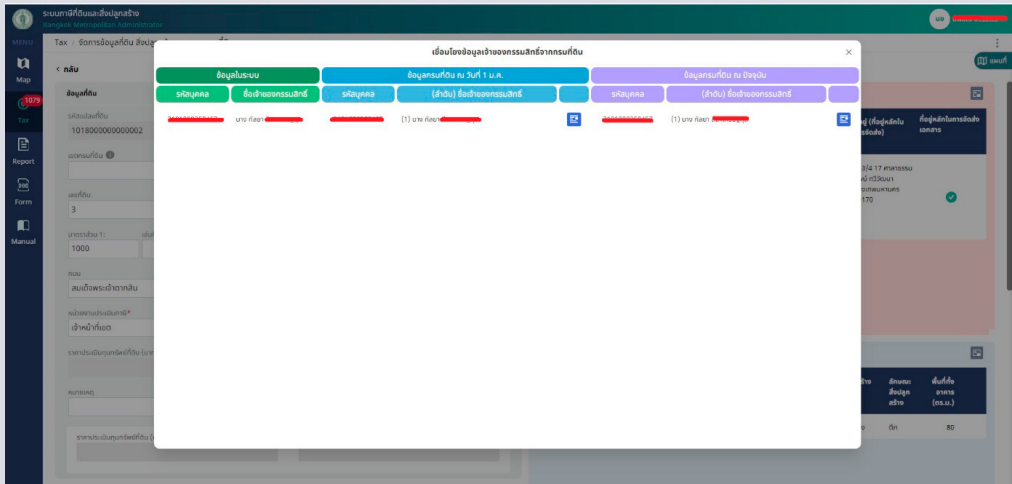 ระบบภาษีที่ดินและสิ่งปลูกสร้าง
Bangkok Metropolitan Administrator
บอ
MENU
Map
1079
Tax
Report
Form
Manual
Tax > จัดการข้อมูลที่ดิน สิ่งปลูก
แผนที่
< กลับ
ข้อมูลที่ดิน
รหัสแปลงที่ดิน
1018000000000002
เลขที่ดิน
3
มาตราส่วน 1:
1000
ถนน
สมเด็จพระเจ้าตากสิน
หน่วยงานประเมินภาษี*
เจ้าหน้าที่เขต
ราคาประเมินทุนทรัพย์ที่ดิน
หมายเหตุ
ราคาประเมินทุนทรัพย์ที่ดิน
เชื่อมโยงข้อมูลเจ้าของกรรมสิทธิ์จากกรมที่ดิน
×
ข้อมูลในระบบ
ข้อมูลกรมที่ดิน ณ วันที่ 1 ม.ค.
ข้อมูลกรมที่ดิน ณ ปัจจุบัน
รหัสบุคคล
ชื่อเจ้าของกรรมสิทธิ์
รหัสบุคคล
(ลำดับ) ชื่อเจ้าของกรรมสิทธิ์
รหัสบุคคล
(ลำดับ) ชื่อเจ้าของกรรมสิทธิ์
นาง กัลยา
(1) นาง กัลยา
(1) นาง กัลยา
อยู่ (ที่อยู่หลักใน
ที่อยู่หลักในการจัดส่งเอกสาร
3/4 17 ศาลาธรรม
ทวีวัฒนา
170
ลักษณะสิ่งปลูกสร้าง
พื้นที่ทั้งอาคาร (ตร.ม.)
ตึก
80